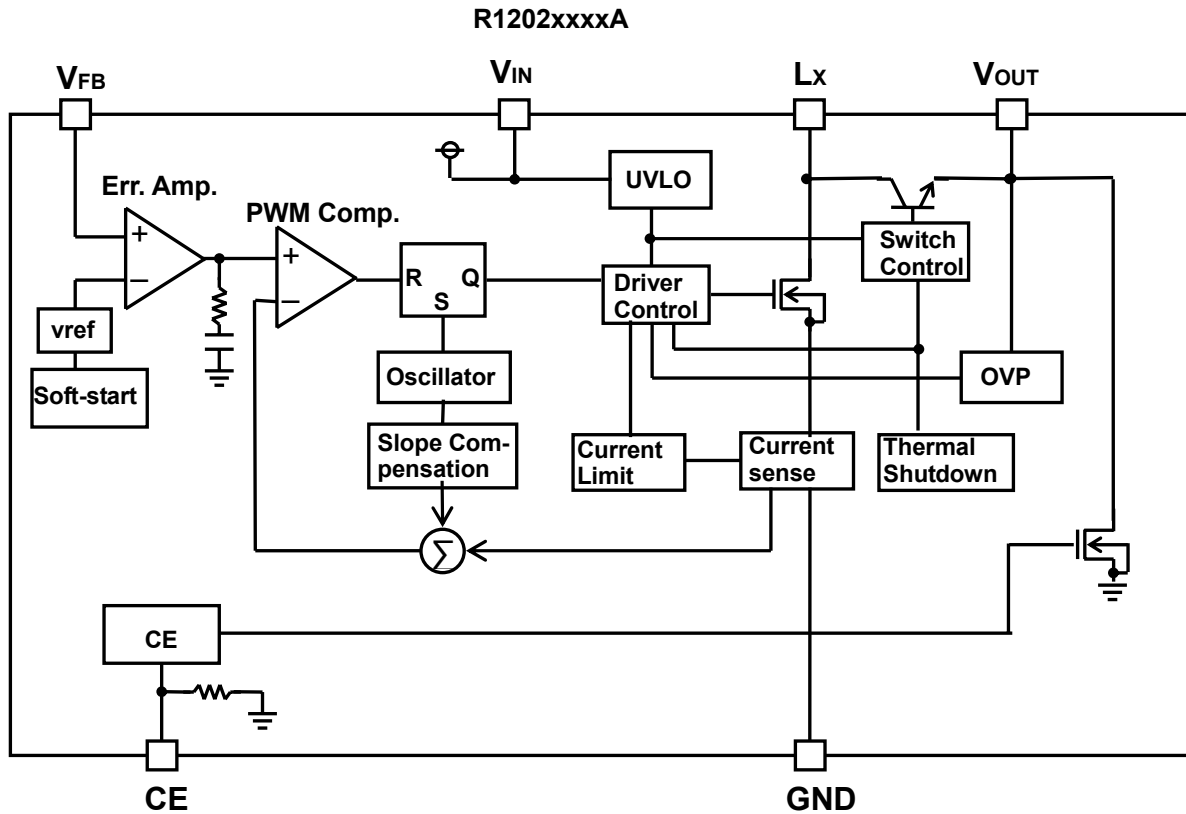 R1202xxxxA
VFB
VIN
LX
VOUT
Err. Amp.
PWM Comp.
UVLO
Switch
Control
+
−
+
−
R
Q
S
Driver
Control
vref
Soft-start
Oscillator
OVP
Slope Com-
pensation
Current
Limit
Current
sense
Thermal
Shutdown
Σ
CE
CE
GND